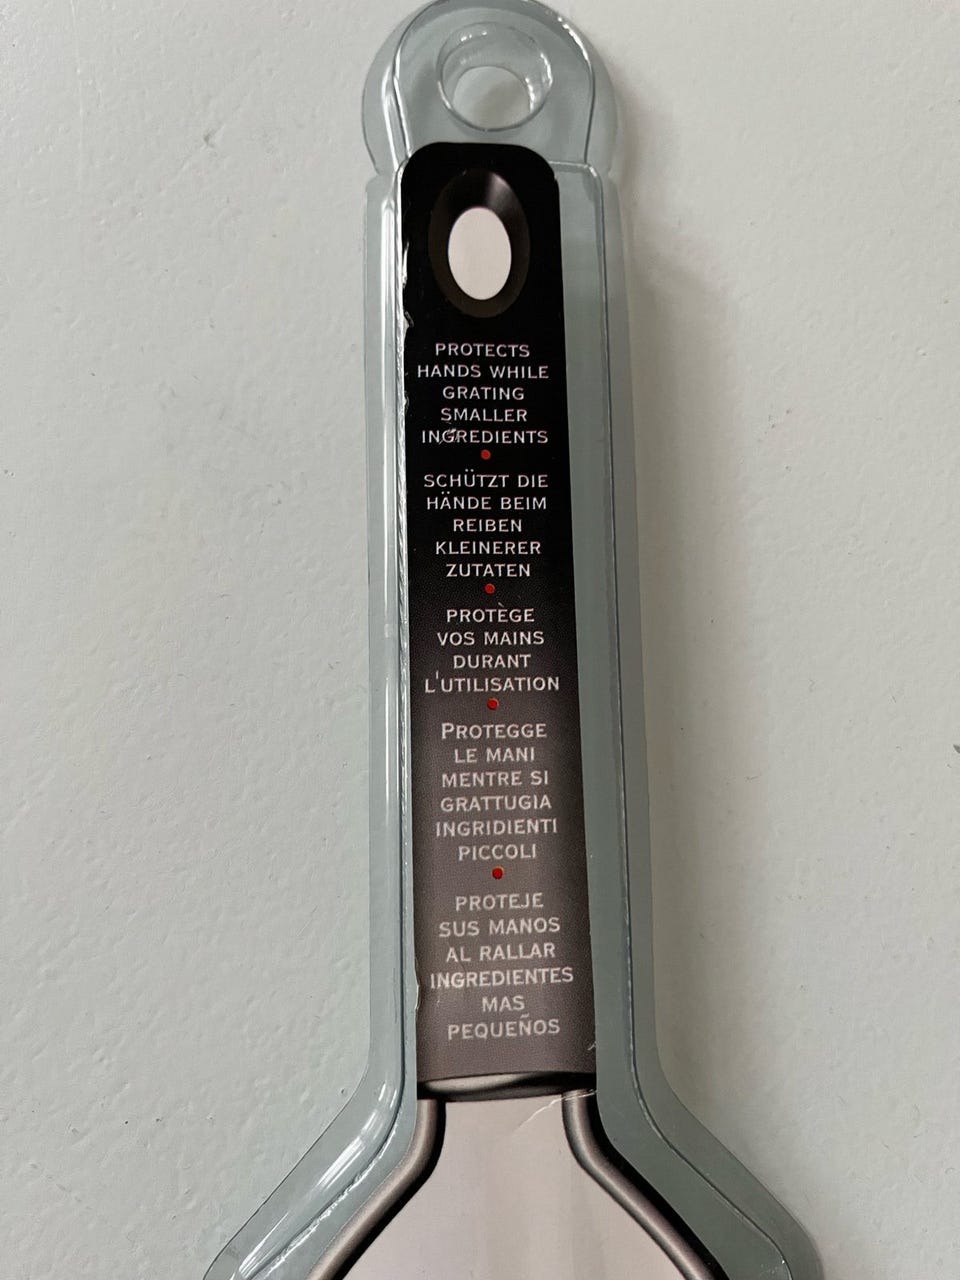 PROTECTS
HANDS WHILE
GRATING
SMALLER
INGREDIENTS
SCHÜTZT DIE
HÄNDE BEIM
REIBEN
KLEINERER
ZUTATEN
PROTÈGE
VOS MAINS
DURANT
L'UTILISATION
PROTEGGE
LE MANI
MENTRE SI
GRATTUGIA
INGRIDIENTI
PICCOLI
PROTEJE
SUS MANOS
AL RALLAR
INGREDIENTES
MAS
PEQUEÑOS